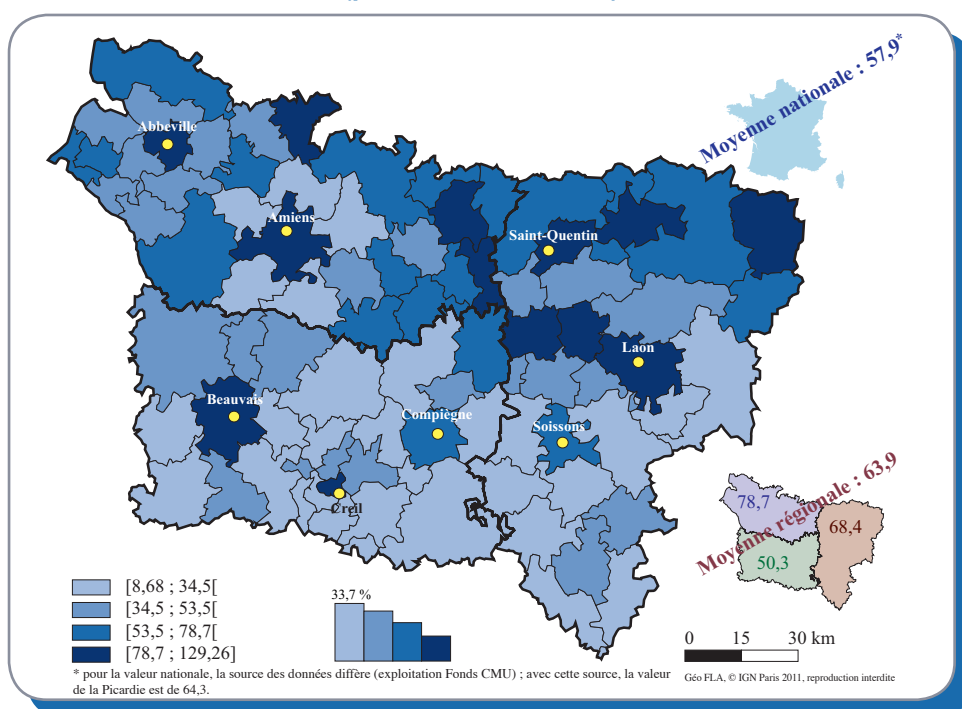 Moyenne nationale : 57,9*
Abbeville
Amiens
Saint-Quentin
Laon
Beauvais
Compiègne
Soissons
Creil
Moyenne régionale : 63,9
78,7
68,4
50,3
[8,68 ; 34,5[
[34,5 ; 53,5[
[53,5 ; 78,7[
[78,7 ; 129,26]
33,7 %
0 15 30 km
* pour la valeur nationale, la source des données diffère (exploitation Fonds CMU) ; avec cette source, la valeur
de la Picardie est de 64,3.
Géo FLA, © IGN Paris 2011, reproduction interdite